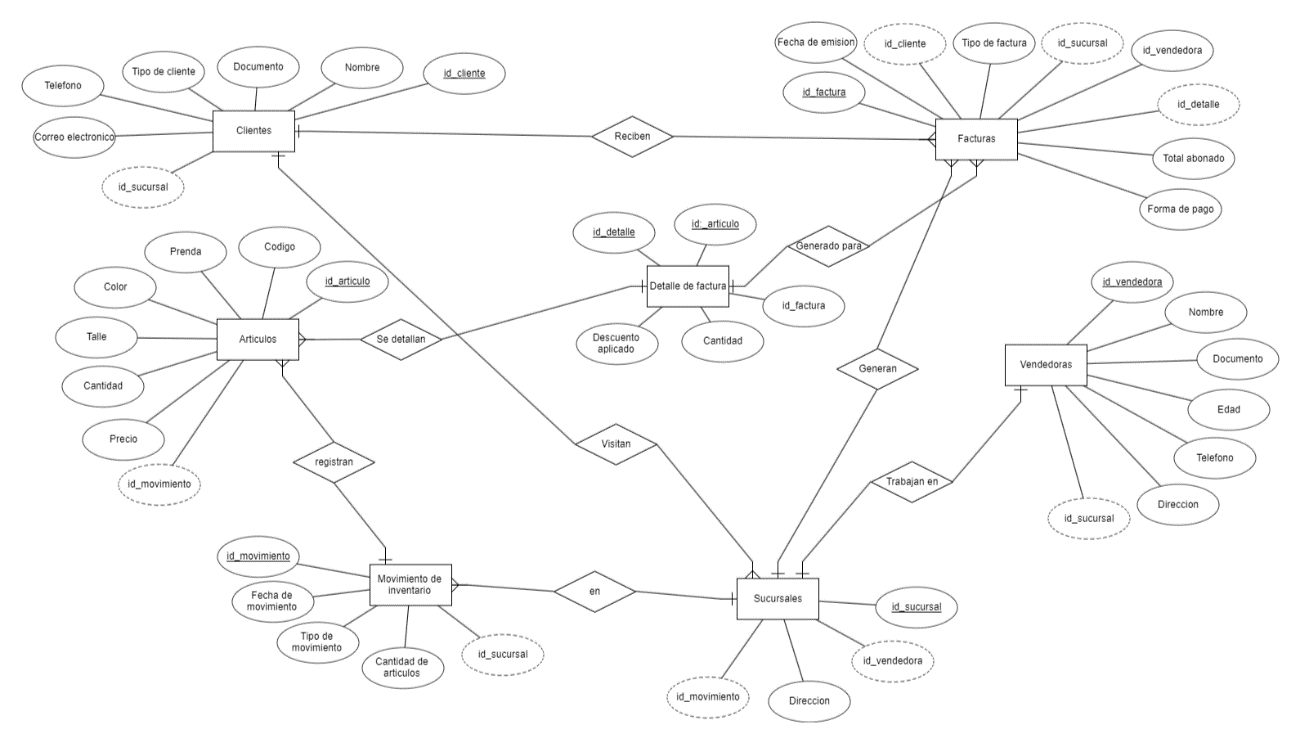 Telefono
Tipo de cliente
Documento
Nombre
id_cliente
Correo electronico
Clientes
id_sucursal
Reciben
Fecha de emision
id_cliente
Tipo de factura
id_sucursal
id_vendedora
id_factura
id_detalle
Facturas
Total abonado
Forma de pago
Prenda
Codigo
Color
id_articulo
Talle
Articulos
Cantidad
Precio
id_movimiento
Se detallan
id_detalle
id:_articulo
Detalle de factura
id_factura
Descuento
aplicado
Cantidad
Generado para
Generan
id_vendedora
Nombre
Vendedoras
Documento
Edad
Telefono
Direccion
id_sucursal
registran
Visitan
Trabajan en
id_movimiento
Movimiento de
inventario
Fecha de
movimiento
Tipo de
movimiento
Cantidad de
articulos
id_sucursal
en
Sucursales
id_sucursal
id_vendedora
id_movimiento
Direccion